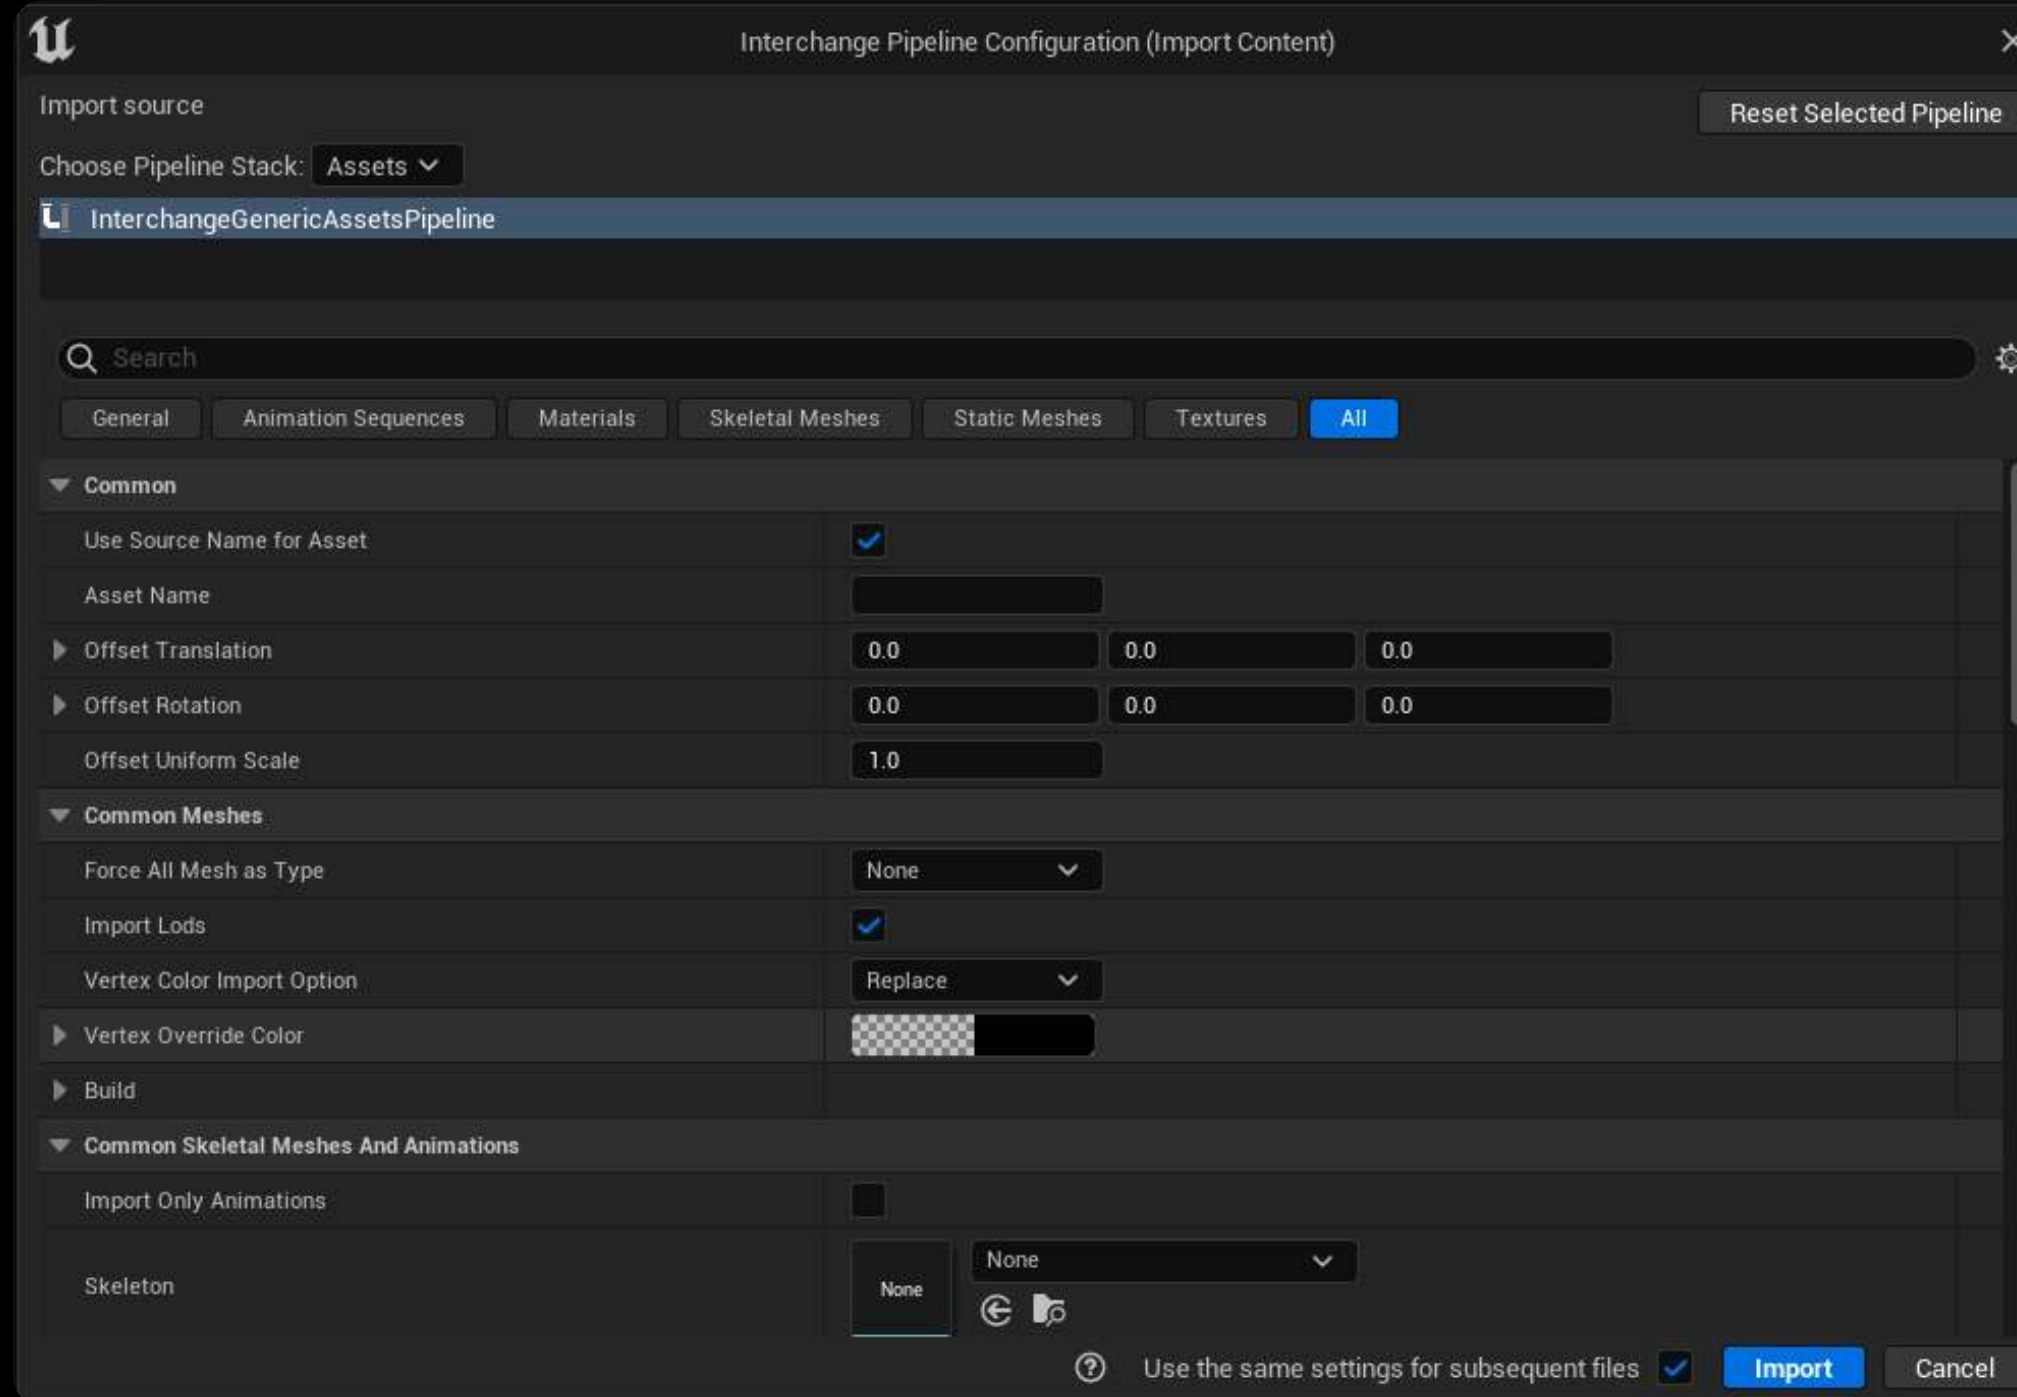 Interchange Pipeline Configuration (Import Content)
Import source
Reset Selected Pipeline
Choose Pipeline Stack: Assets
InterchangeGenericAssetsPipeline
Search
General Animation Sequences Materials Skeletal Meshes Static Meshes Textures All
Common
Use Source Name for Asset
Asset Name
Offset Translation 0.0 0.0 0.0
Offset Rotation 0.0 0.0 0.0
Offset Uniform Scale 1.0
Common Meshes
Force All Mesh as Type None
Import Lods
Vertex Color Import Option Replace
Vertex Override Color
Build
Common Skeletal Meshes And Animations
Import Only Animations
Skeleton None None
Use the same settings for subsequent files Import Cancel